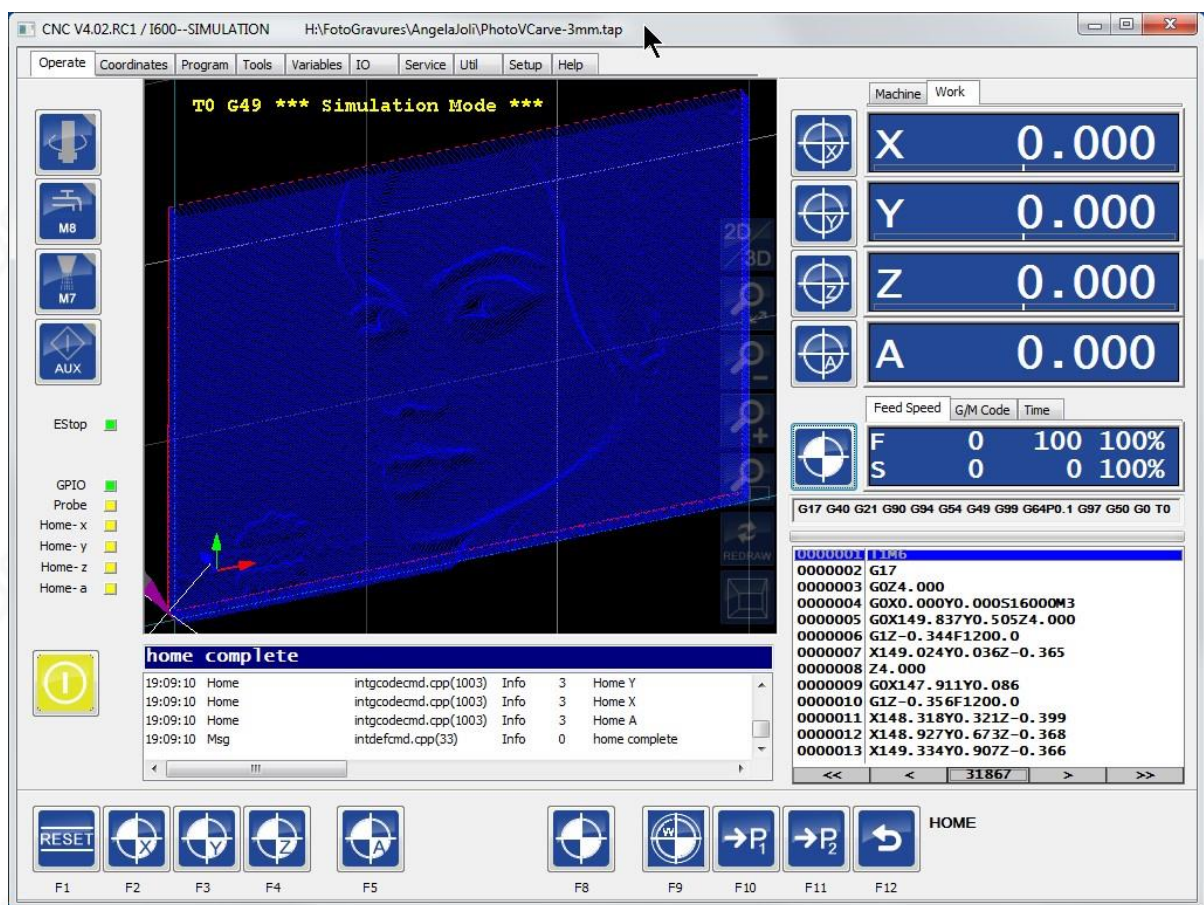 CNC V4.02.RC1 / I600--SIMULATION H:\FotoGravures\AngelaJoli\PhotoVCarve-3mm.tap
Operate Coordinates Program Tools Variables IO Service Util Setup Help
T0 G49 *** Simulation Mode ***
M8
M7
AUX
EStop
GPIO
Probe
Home-x
Home-y
Home-z
Home-a
2D/
3D
REDRAW
Machine Work
X X 0.000
Y Y 0.000
Z Z 0.000
A A 0.000
Feed Speed G/M Code Time
F 0 100 100%
S 0 0 100%
G17 G40 G21 G90 G94 G54 G49 G99 G64P0.1 G97 G50 G0 T0
0000001 T1M6
0000002 G17
0000003 G0Z4.000
0000004 G0X0.000Y0.000S16000M3
0000005 G0X149.837Y0.505Z4.000
0000006 G1Z-0.344F1200.0
0000007 X149.024Y0.036Z-0.365
0000008 Z4.000
0000009 G0X147.911Y0.086
0000010 G1Z-0.356F1200.0
0000011 X148.318Y0.321Z-0.399
0000012 X148.927Y0.673Z-0.368
0000013 X149.334Y0.907Z-0.366
<< < 31867 > >>
home complete
19:09:10 Home intgcodecmd.cpp(1003) Info 3 Home Y
19:09:10 Home intgcodecmd.cpp(1003) Info 3 Home X
19:09:10 Home intgcodecmd.cpp(1003) Info 3 Home A
19:09:10 Msg intdefcmd.cpp(33) Info 0 home complete
RESET X Y Z A W P1 P2 HOME
F1 F2 F3 F4 F5 F8 F9 F10 F11 F12